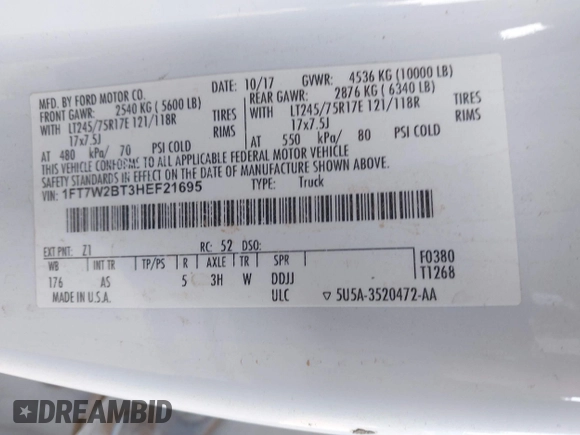 MFD. BY FORD MOTOR CO.
DATE: 10/17 GVWR: 4536 KG (10000 LB)
FRONT GAWR: 2540 KG ( 5600 LB) REAR GAWR: 2876 KG ( 6340 LB)
WITH LT245/75R17E 121/118R TIRES WITH LT245/75R17E 121/118R TIRES
17x7.5J RIMS 17x7.5J RIMS
AT 480 kPa/ 70 PSI COLD AT 550 kPa/ 80 PSI COLD
THIS VEHICLE CONFORMS TO ALL APPLICABLE FEDERAL MOTOR VEHICLE
SAFETY STANDARDS IN EFFECT ON THE DATE OF MANUFACTURE SHOWN ABOVE.
VIN: 1FT7W2BT3HEF21695 TYPE: Truck
EXT PNT: Z1 RC: 52 DSO:
WB INT TR TP/PS R AXLE TR SPR
176 AS 5 3H W DDJJ
F0380
T1268
MADE IN U.S.A. ULC ▽ 5U5A-3520472-AA
DREAMBID